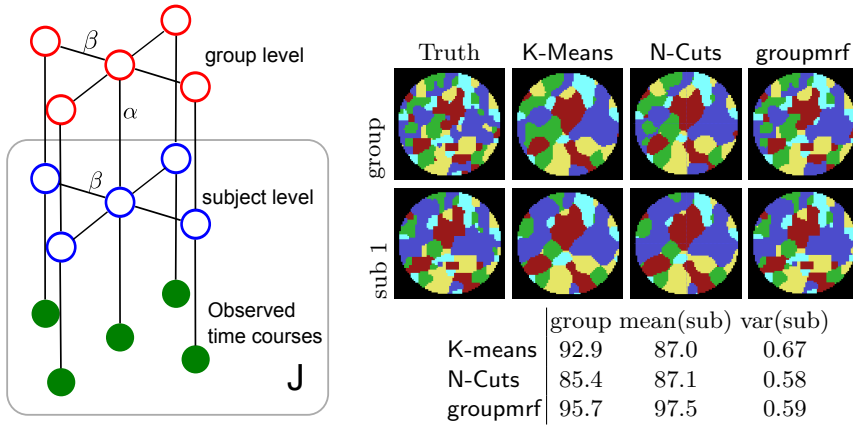 β
group level
α
β
subject level
Observed
time courses
J
Truth K-Means N-Cuts groupmrf
group
sub 1
group mean(sub) var(sub)
K-means 92.9 87.0 0.67
N-Cuts 85.4 87.1 0.58
groupmrf 95.7 97.5 0.59